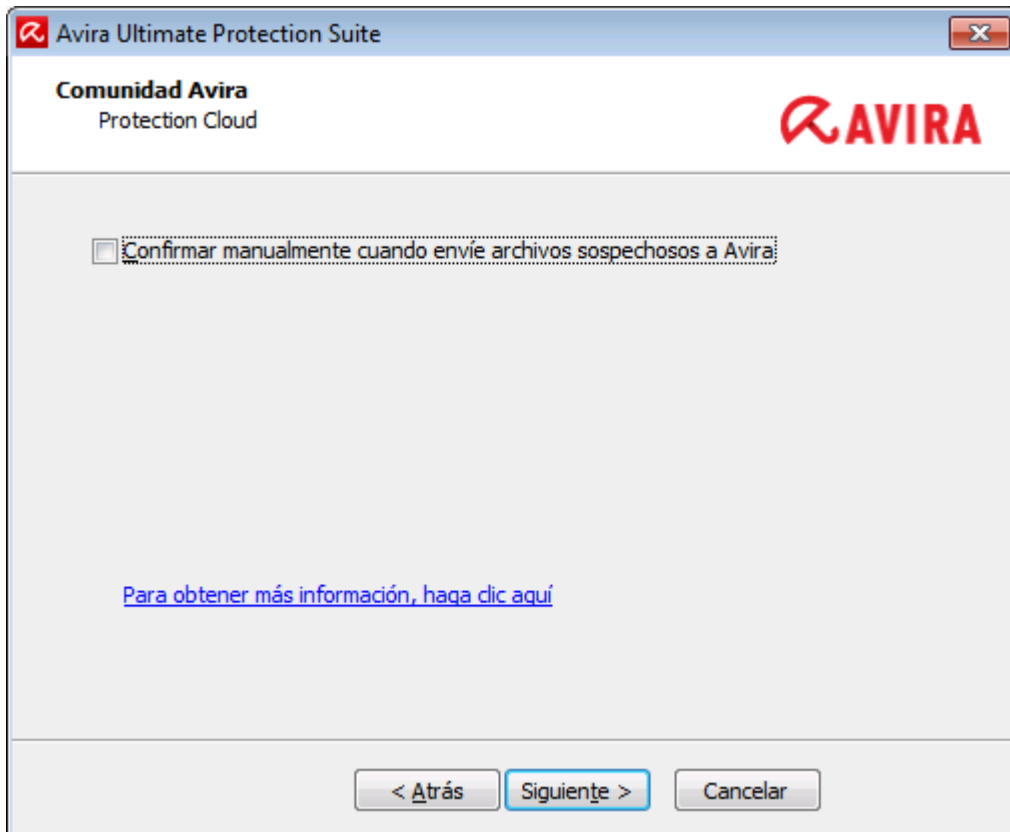 Avira Ultimate Protection Suite
Comunidad Avira
Protection Cloud
AVIRA
Confirmar manualmente cuando envíe archivos sospechosos a Avira
Para obtener más información, haga clic aquí
< Atrás
Siguiente >
Cancelar